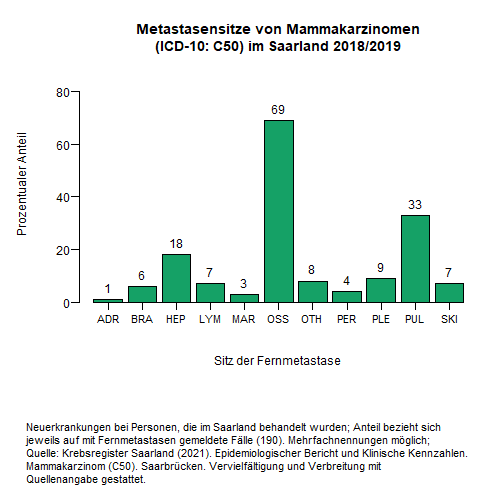 Metastasensitze von Mammakarzinomen
(ICD-10: C50) im Saarland 2018/2019
Prozentualer Anteil
80
60
40
20
0
1
6
18
7
3
69
8
4
9
33
7
ADR BRA HEP LYM MAR OSS OTH PER PLE PUL SKI
Sitz der Fernmetastase
Neuerkrankungen bei Personen, die im Saarland behandelt wurden; Anteil bezieht sich
jeweils auf mit Fernmetastasen gemeldete Fälle (190). Mehrfachnennungen möglich;
Quelle: Krebsregister Saarland (2021). Epidemiologischer Bericht und Klinische Kennzahlen.
Mammakarzinom (C50). Saarbrücken. Vervielfältigung und Verbreitung mit
Quellenangabe gestattet.